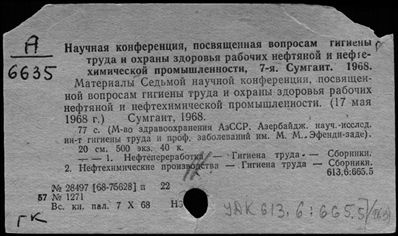 А
6635
Научная конференция, посвященная вопросам гигиены
труда и охраны здоровья рабочих нефтяной и нефте-
химической промышленности, 7-я. Сумгаит. 1968.
Материалы Седьмой научной конференции, посвящен-
ной вопросам гигиены труда и охраны здоровья рабочих
нефтяной и нефтехимической промышленности. (17 мая
1968 г.) Сумгаит, 1968.
77 с. (М-во здравоохранения АзССР. Азербайдж. науч.-исслед.
ин-т гигиены труда и проф. заболеваний им. М. М. Эфенди-заде).
20 см. 500 экз. 40 к.
— — 1. Нефтепереработка — Гигиена труда — Сборники.
2. Нефтехимические производства — Гигиена труда — Сборники.
613.6:665.5
№ 28497 [68-75628] п 22
57 № 1271
Вс. кн. пал. 7 X 68
ГК
УДК 613.6:665.5